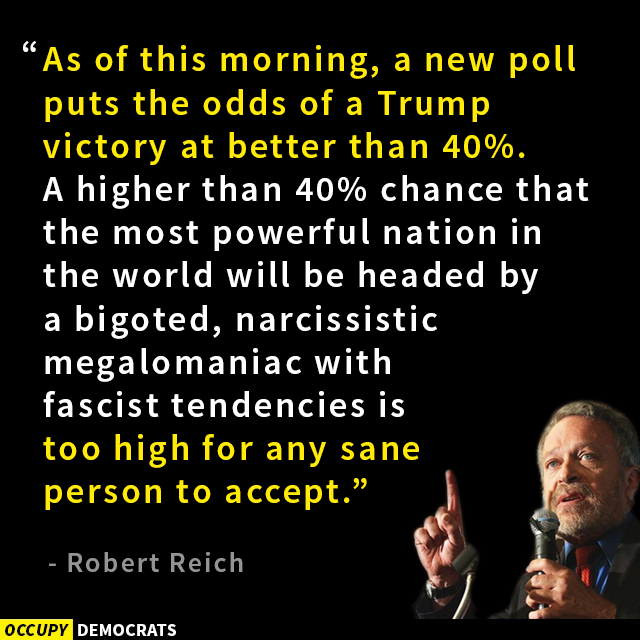 “As of this morning, a new poll
puts the odds of a Trump
victory at better than 40%.
A higher than 40% chance that
the most powerful nation in
the world will be headed by
a bigoted, narcissistic
megalomaniac with
fascist tendencies is
too high for any sane
person to accept.”
- Robert Reich
OCCUPY DEMOCRATS